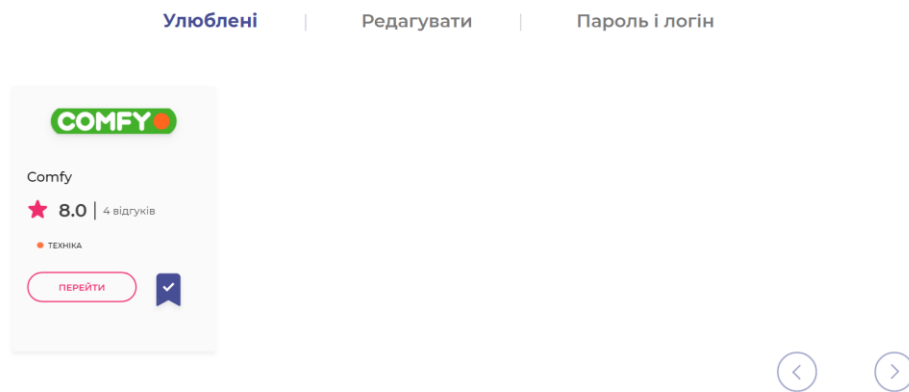 Улюблені | Редагувати | Пароль і логін
COMFY
Comfy
8.0 | 4 відгуків
ТЕХНІКА
ПЕРЕЙТИ